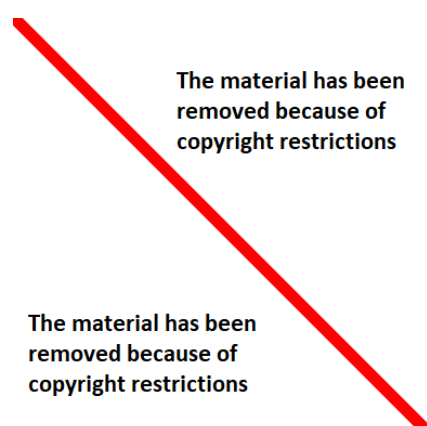 The material has been
removed because of
copyright restrictions
The material has been
removed because of
copyright restrictions